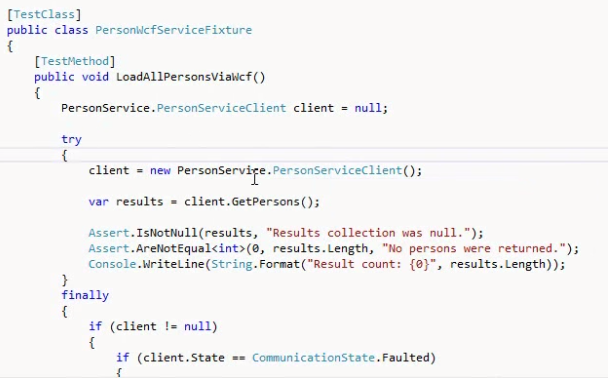 [TestClass]
public class PersonWcfServiceFixture
{
[TestMethod]
public void LoadAllPersonsViaWcf()
{
PersonService.PersonServiceClient client = null;
try
{
client = new PersonService.PersonServiceClient();
var results = client.GetPersons();
Assert.IsNotNull(results, "Results collection was null.");
Assert.AreNotEqual<int>(0, results.Length, "No persons were returned.");
Console.WriteLine(String.Format("Result count: {0}", results.Length));
}
finally
{
if (client != null)
{
if (client.State == CommunicationState.Faulted)
{